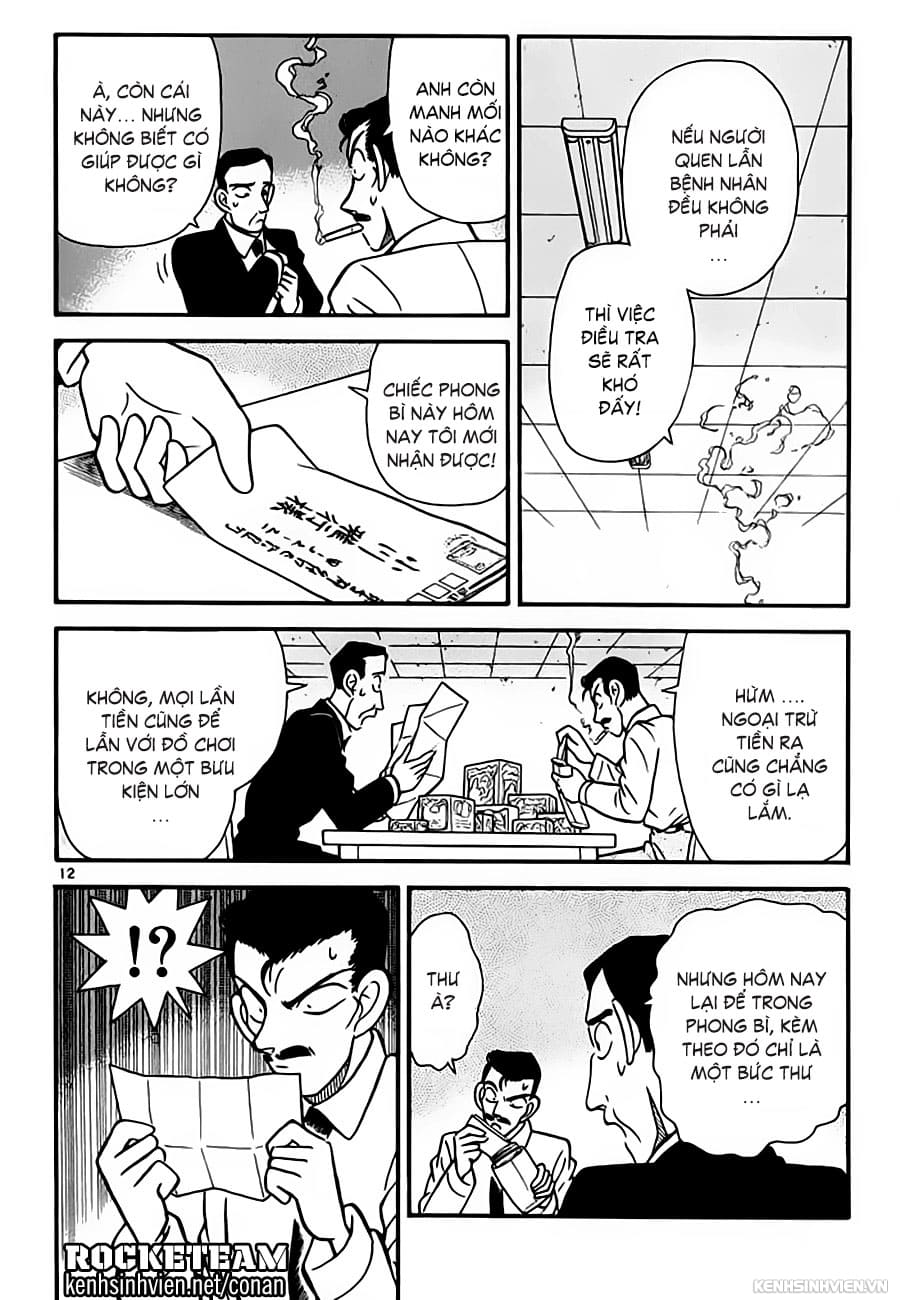 NẾU NGƯỜI
QUEN LẪN
BỆNH NHÂN
ĐỀU KHÔNG
PHẢI
...
THÌ VIỆC
ĐIỀU TRA
SẼ RẤT
KHÓ
ĐẤY!
ANH CÒN
MANH MỐI
NÀO KHÁC
KHÔNG?
À, CÒN CÁI
NÀY... NHƯNG
KHÔNG BIẾT CÓ
GIÚP ĐƯỢC GÌ
KHÔNG?
CHIẾC PHONG
BÌ NÀY HÔM
NAY TÔI MỚI
NHẬN ĐƯỢC!
HỪM ....
NGOẠI TRỪ
TIỀN RA
CŨNG CHẲNG
CÓ GÌ LẠ
LẮM.
KHÔNG, MỌI LẦN
TIỀN CŨNG ĐỂ
LẪN VỚI ĐỒ CHƠI
TRONG MỘT BƯU
KIỆN LỚN
...
12
NHƯNG HÔM NAY
LẠI ĐỂ TRONG
PHONG BÌ, KÈM
THEO ĐÓ CHỈ LÀ
MỘT BỨC THƯ
...
THƯ
À?
!?
ROCKETEAM
kenhsinhvien.net/conan
KENHSINHVIEN.VN